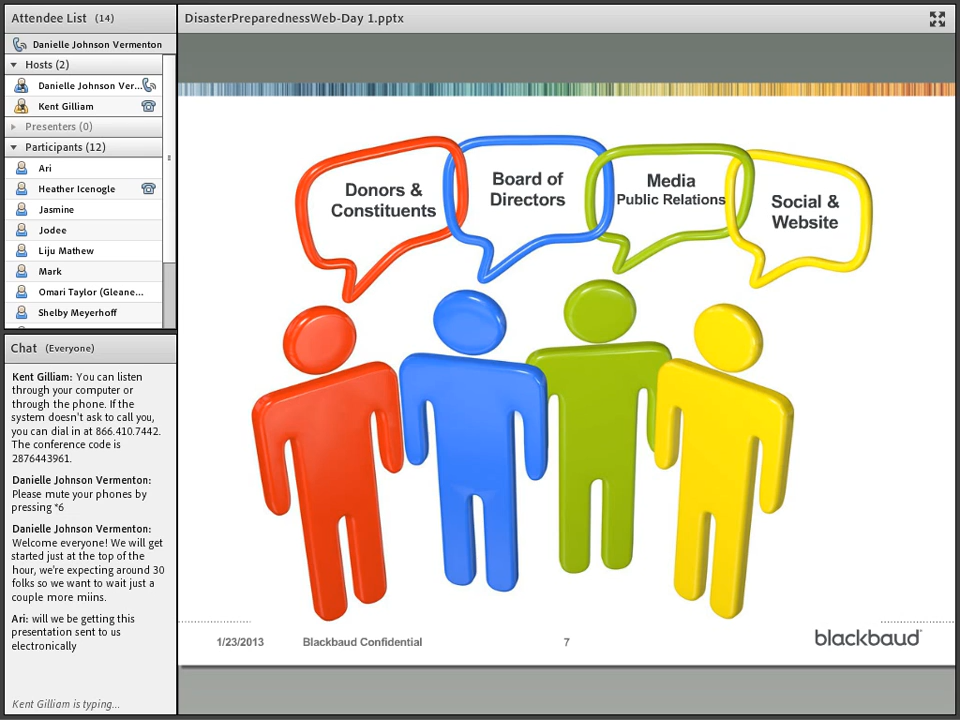 Attendee List (14)
Danielle Johnson Vermenton
Hosts (2)
Danielle Johnson Ver...
Kent Gilliam
Presenters (0)
Participants (12)
Ari
Heather Icenogle
Jasmine
Jodee
Liju Mathew
Mark
Omari Taylor (Gleane...
Shelby Meyerhoff
Chat (Everyone)
Kent Gilliam: You can listen
through your computer or
through the phone. If the
system doesn't ask to call you,
you can dial in at 866.410.7442.
The conference code is
2876443961.
Danielle Johnson Vermenton:
Please mute your phones by
pressing *6
Danielle Johnson Vermenton:
Welcome everyone! We will get
started just at the top of the
hour, we're expecting around 30
folks so we want to wait just a
couple more miins.
Ari: will we be getting this
presentation sent to us
electronically
Kent Gilliam is typing...
DisasterPreparednessWeb-Day 1.pptx
Donors &
Constituents
Board of
Directors
Media
Public Relations
Social &
Website
1/23/2013 Blackbaud Confidential 7
blackbaud